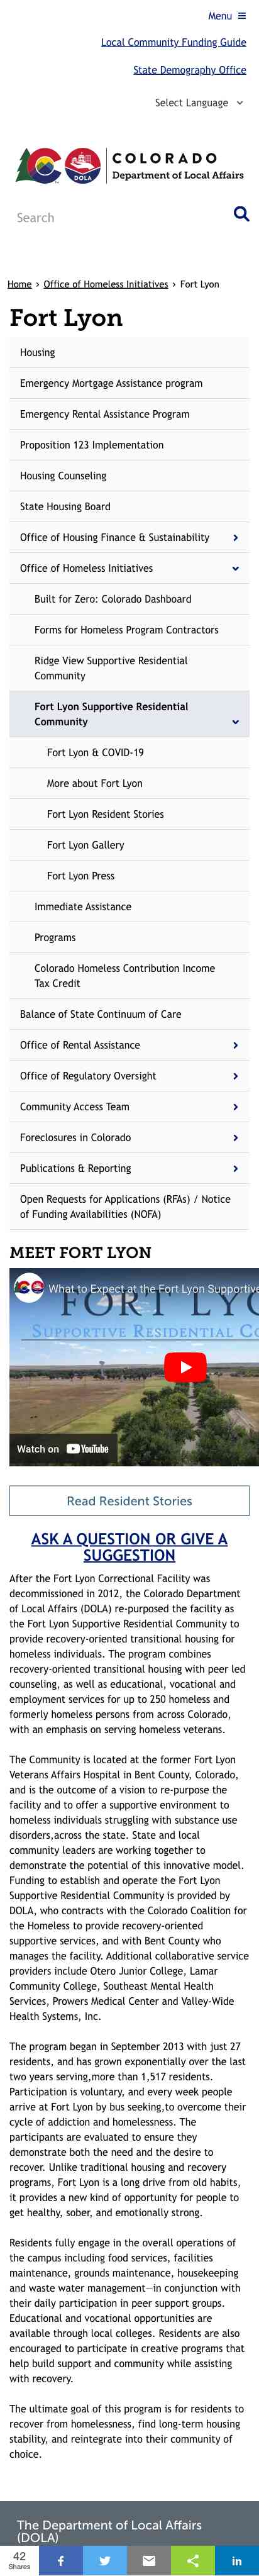 Menu
Local Community Funding Guide
State Demography Office
Select Language
CO
DOLA
COLORADO
Department of Local Affairs
Search
Home › Office of Homeless Initiatives › Fort Lyon
Fort Lyon
Housing
Emergency Mortgage Assistance program
Emergency Rental Assistance Program
Proposition 123 Implementation
Housing Counseling
State Housing Board
Office of Housing Finance & Sustainability
Office of Homeless Initiatives
Built for Zero: Colorado Dashboard
Forms for Homeless Program Contractors
Ridge View Supportive Residential
Community
Fort Lyon Supportive Residential
Community
Fort Lyon & COVID-19
More about Fort Lyon
Fort Lyon Resident Stories
Fort Lyon Gallery
Fort Lyon Press
Immediate Assistance
Programs
Colorado Homeless Contribution Income
Tax Credit
Balance of State Continuum of Care
Office of Rental Assistance
Office of Regulatory Oversight
Community Access Team
Foreclosures in Colorado
Publications & Reporting
Open Requests for Applications (RFAs) / Notice
of Funding Availabilities (NOFA)
MEET FORT LYON
What to Expect at the Fort Lyon Supportive
FORT LYO
SUPPORTIVE RESIDENTIAL CO
Watch on YouTube
Read Resident Stories
ASK A QUESTION OR GIVE A
SUGGESTION
After the Fort Lyon Correctional Facility was
decommissioned in 2012, the Colorado Department
of Local Affairs (DOLA) re-purposed the facility as
the Fort Lyon Supportive Residential Community to
provide recovery-oriented transitional housing for
homeless individuals. The program combines
recovery-oriented transitional housing with peer led
counseling, as well as educational, vocational and
employment services for up to 250 homeless and
formerly homeless persons from across Colorado,
with an emphasis on serving homeless veterans.
The Community is located at the former Fort Lyon
Veterans Affairs Hospital in Bent County, Colorado,
and is the outcome of a vision to re-purpose the
facility and to offer a supportive environment to
homeless individuals struggling with substance use
disorders,across the state. State and local
community leaders are working together to
demonstrate the potential of this innovative model.
Funding to establish and operate the Fort Lyon
Supportive Residential Community is provided by
DOLA, who contracts with the Colorado Coalition for
the Homeless to provide recovery-oriented
supportive services, and with Bent County who
manages the facility. Additional collaborative service
providers include Otero Junior College, Lamar
Community College, Southeast Mental Health
Services, Prowers Medical Center and Valley-Wide
Health Systems, Inc.
The program began in September 2013 with just 27
residents, and has grown exponentially over the last
two years serving,more than 1,517 residents.
Participation is voluntary, and every week people
arrive at Fort Lyon by bus seeking,to overcome their
cycle of addiction and homelessness. The
participants are evaluated to ensure they
demonstrate both the need and the desire to
recover. Unlike traditional housing and recovery
programs, Fort Lyon is a long drive from old habits,
it provides a new kind of opportunity for people to
get healthy, sober, and emotionally strong.
Residents fully engage in the overall operations of
the campus including food services, facilities
maintenance, grounds maintenance, housekeeping
and waste water management—in conjunction with
their daily participation in peer support groups.
Educational and vocational opportunities are
available through local colleges. Residents are also
encouraged to participate in creative programs that
help build support and community while assisting
with recovery.
The ultimate goal of this program is for residents to
recover from homelessness, find long-term housing
stability, and reintegrate into their community of
choice.
The Department of Local Affairs
(DOLA)
42
Shares